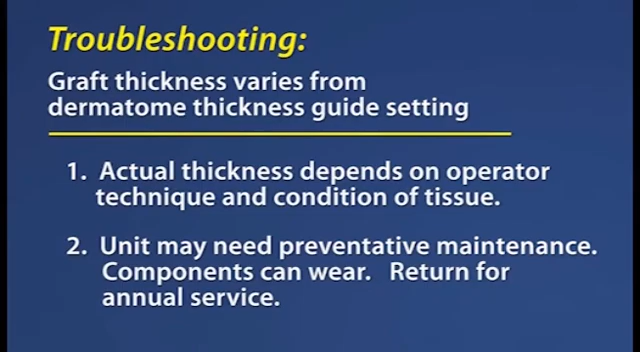 Troubleshooting:
Graft thickness varies from
dermatome thickness guide setting
1. Actual thickness depends on operator
technique and condition of tissue.
2. Unit may need preventative maintenance.
Components can wear. Return for
annual service.